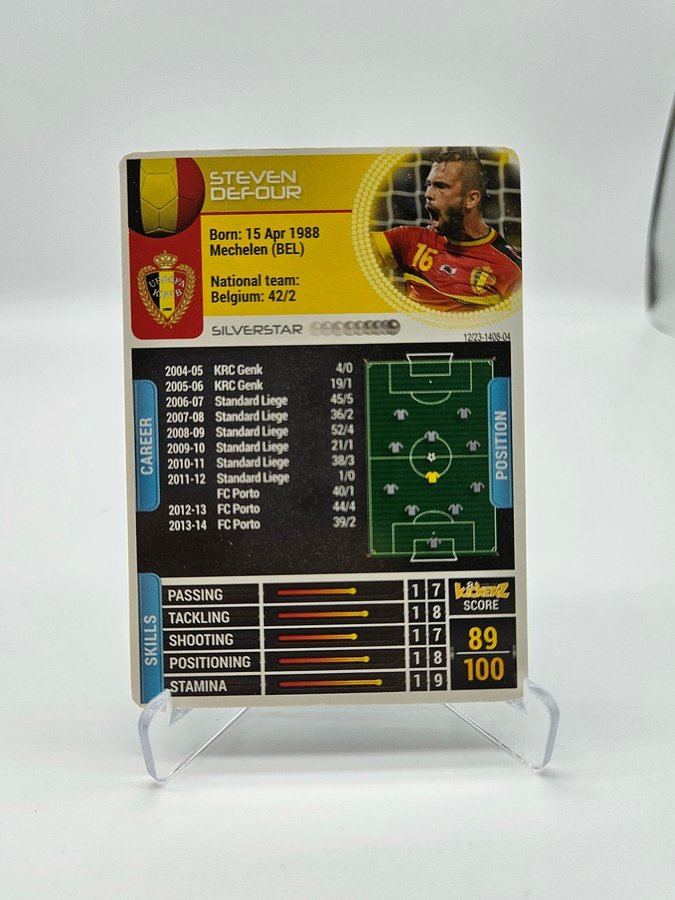 STEVEN
DEFOUR
Born: 15 Apr 1988
Mechelen (BEL)
National team:
Belgium: 42/2
16
SILVERSTAR
12/23-1408-04
CAREER
2004-05 KRC Genk 4/0
2005-06 KRC Genk 19/1
2006-07 Standard Liege 45/5
2007-08 Standard Liege 36/2
2008-09 Standard Liege 52/4
2009-10 Standard Liege 21/1
2010-11 Standard Liege 38/3
2011-12 Standard Liege 1/0
FC Porto 40/1
2012-13 FC Porto 44/4
2013-14 FC Porto 39/2
POSITION
SKILLS
PASSING 17
TACKLING 18
SHOOTING 17
POSITIONING 18
STAMINA 19
KICKERZ
SCORE
89
100